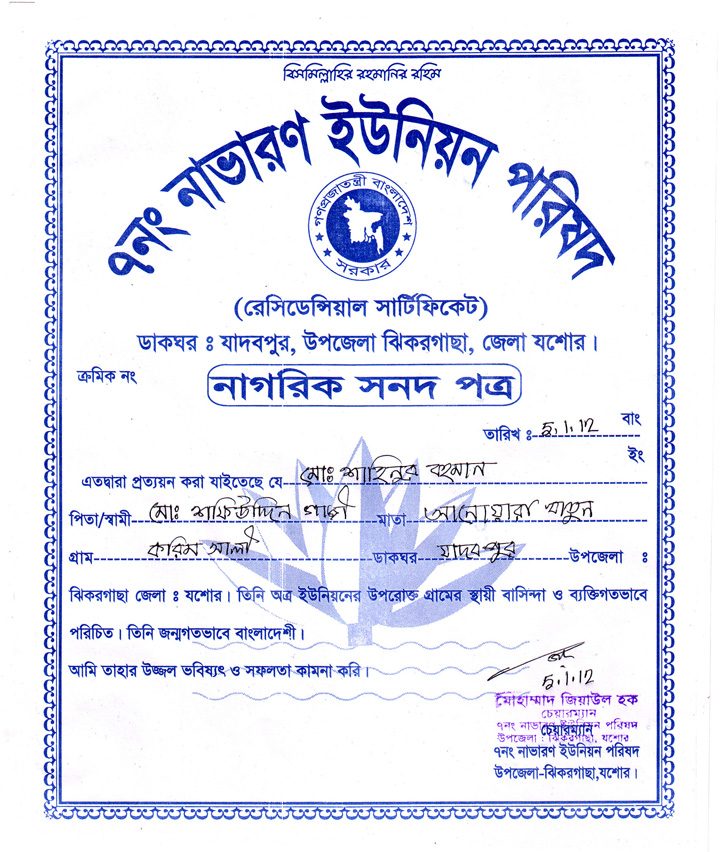 বিসমিল্লাহির রহমানির রহিম
৭নং নাভারণ ইউনিয়ন পরিষদ
গণপ্রজাতন্ত্রী বাংলাদেশ
সরকার
(রেসিডেন্সিয়াল সার্টিফিকেট)
ডাকঘর ঃ যাদবপুর, উপজেলা ঝিকরগাছা, জেলা যশোর।
ক্রমিক নং
নাগরিক সনদ পত্র
তারিখ ঃ 5.1.12 বাং
ইং
এতদ্বারা প্রত্যয়ন করা যাইতেছে যে মোঃ শাহিনুর রহমান
পিতা/স্বামী মোঃ শফিউদ্দিন গাজী মাতা আনোয়ারা খাতুন
গ্রাম করিম আলী ডাকঘর যাদবপুর উপজেলা ঃ
ঝিকরগাছা জেলা ঃ যশোর। তিনি অত্র ইউনিয়নের উপরোক্ত গ্রামের স্থায়ী বাসিন্দা ও ব্যক্তিগতভাবে
পরিচিত। তিনি জন্মগতভাবে বাংলাদেশী।
আমি তাহার উজ্জল ভবিষ্যৎ ও সফলতা কামনা করি।
5.1.12
মোহাম্মাদ জিয়াউল হক
চেয়ারম্যান
৭নং নাভারণ ইউনিয়ন পরিষদ
উপজেলা : ঝিকরগাছা, যশোর
চেয়ারম্যান
৭নং নাভারণ ইউনিয়ন পরিষদ
উপজেলা-ঝিকরগাছা,যশোর।